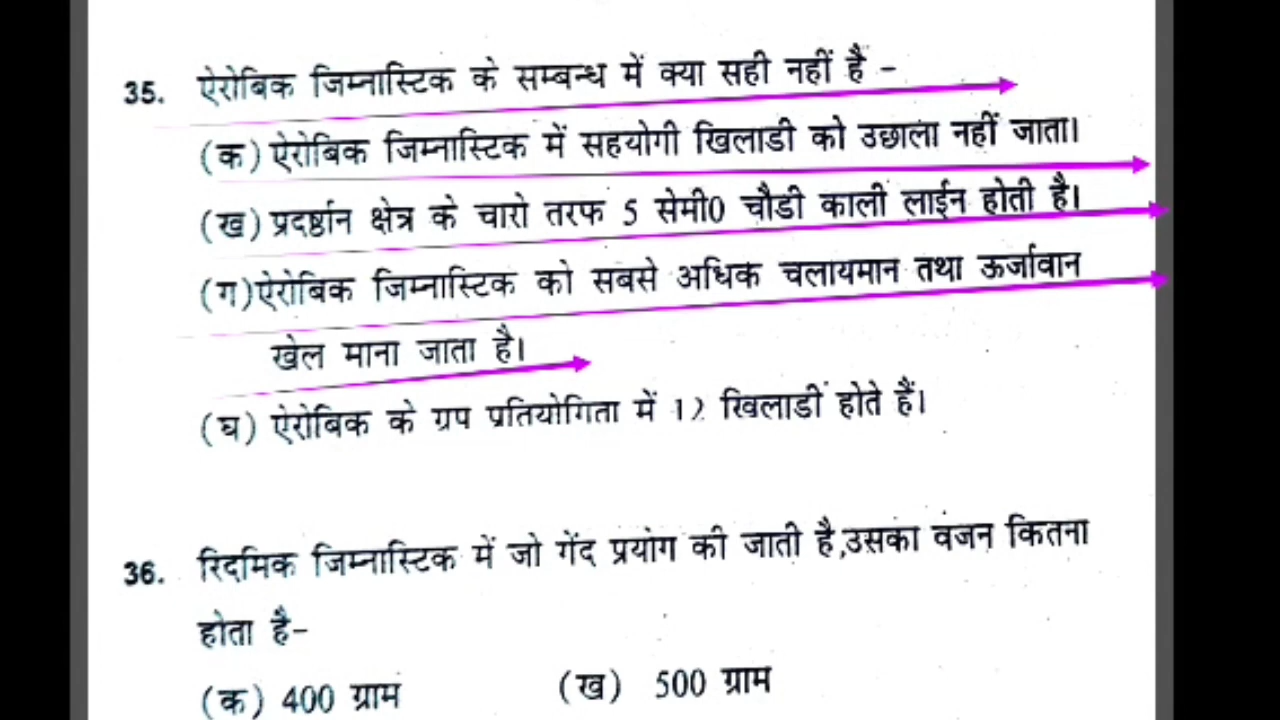 35. ऐरोबिक जिम्नास्टिक के सम्बन्ध में क्या सही नहीं है -
(क) ऐरोबिक जिम्नास्टिक में सहयोगी खिलाडी को उछाला नहीं जाता।
(ख) प्रदर्ष्ठान क्षेत्र के चारो तरफ 5 सेमी0 चौडी काली लाईन होती है।
(ग) ऐरोबिक जिम्नास्टिक को सबसे अधिक चलायमान तथा ऊर्जावान
खेल माना जाता है।
(घ) ऐरोबिक के ग्रप प्रतियोगिता में 12 खिलाडीं होते हैं।
36. रिदमिक जिम्नास्टिक में जो गेंद प्रयोग की जाती है,उसका वजन कितना
होता है-
(क) 400 ग्राम (ख) 500 ग्राम